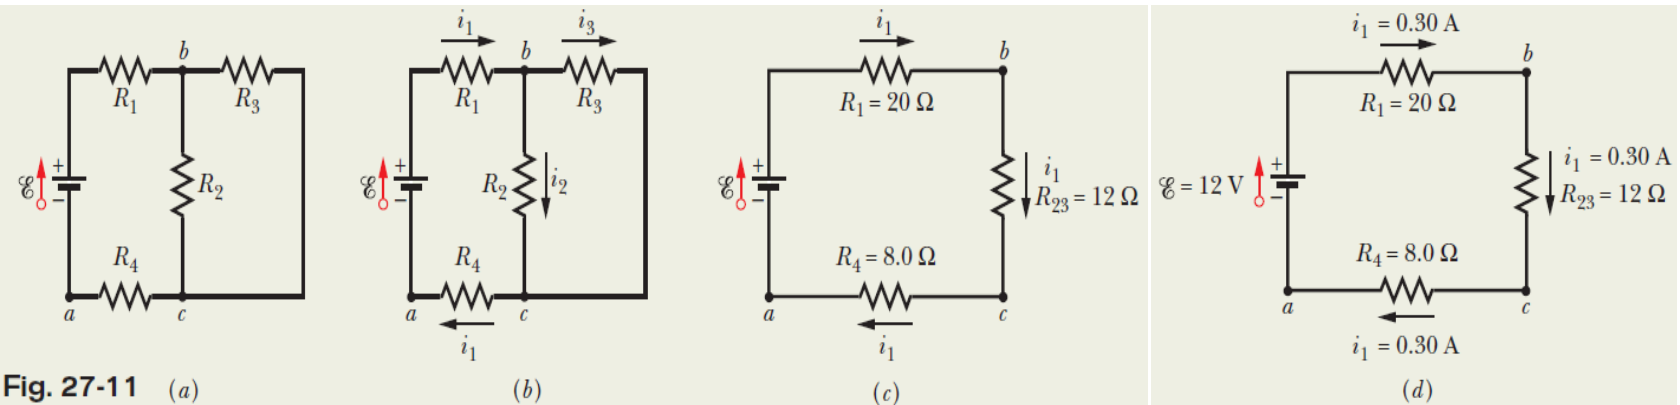 b
R₁
R₃
+
ℰ
R₂
−
R₄
a
c
Fig. 27-11 (a)
i₁
i₃
b
R₁
R₃
+
ℰ
R₂
i₂
−
R₄
a
c
i₁
(b)
i₁
b
R₁ = 20 Ω
+
ℰ
−
i₁
R₂₃ = 12 Ω
R₄ = 8.0 Ω
a
c
i₁
(c)
i₁ = 0.30 A
b
R₁ = 20 Ω
+
ℰ = 12 V
−
i₁ = 0.30 A
R₂₃ = 12 Ω
R₄ = 8.0 Ω
a
c
i₁ = 0.30 A
(d)